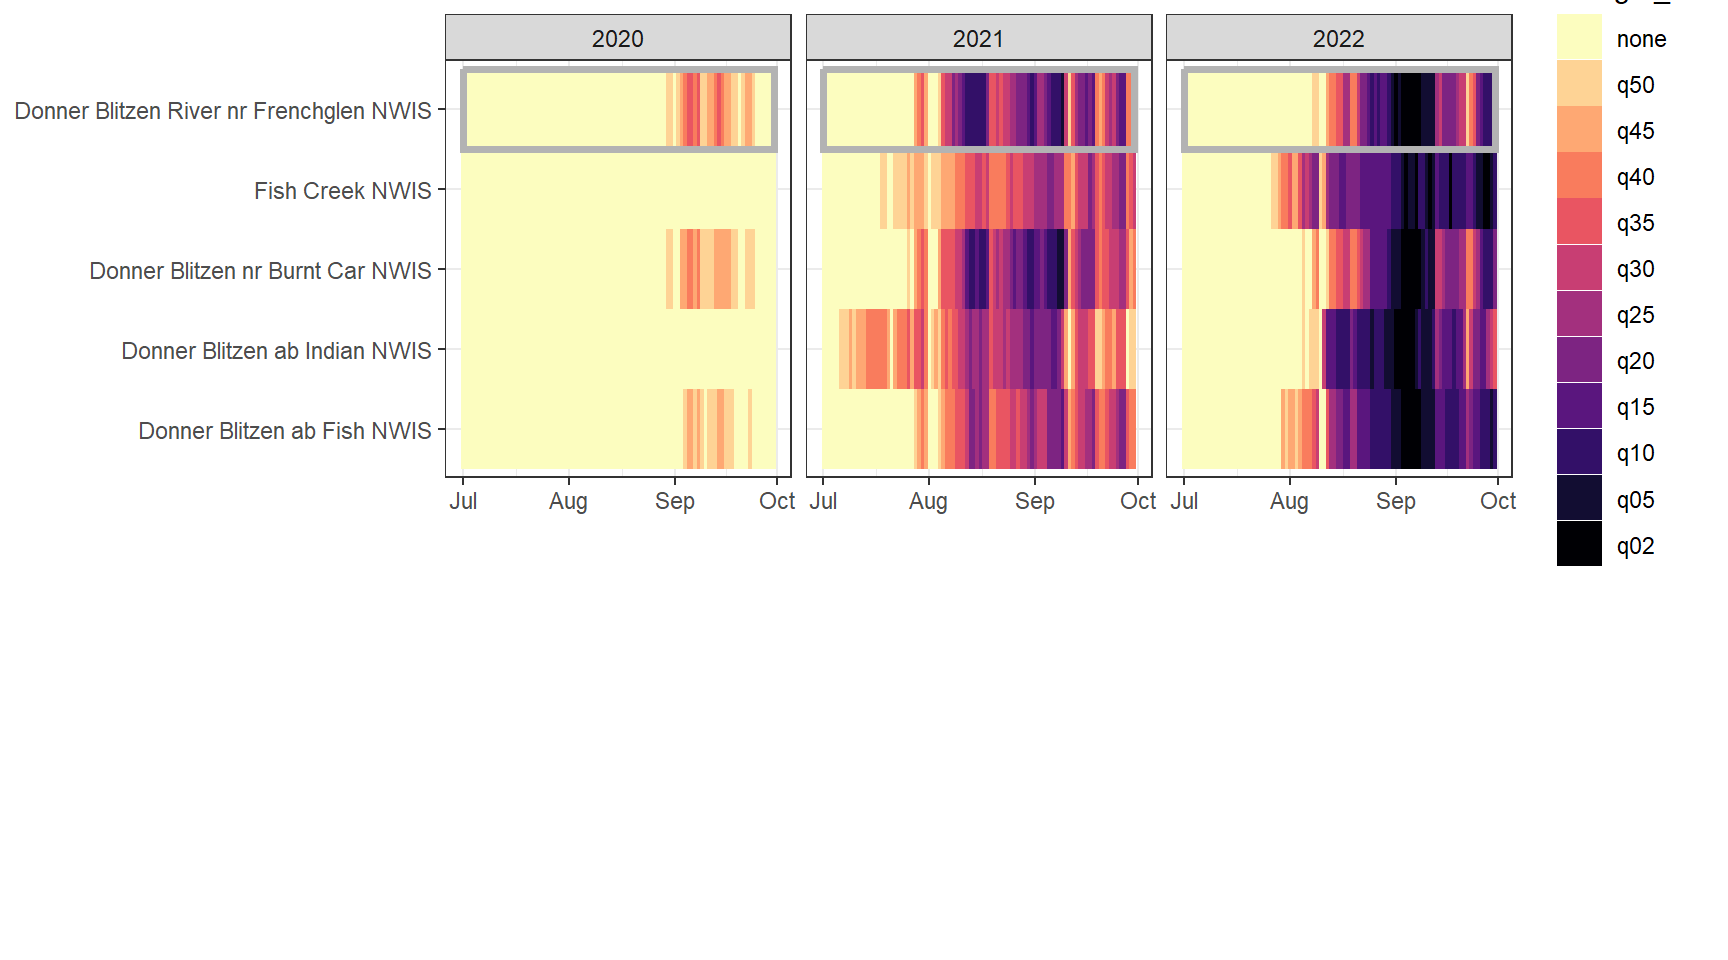 2020 2021 2022
none
q50
Donner Blitzen River nr Frenchglen NWIS
q45
q40
Fish Creek NWIS
q35
Donner Blitzen nr Burnt Car NWIS
q30
q25
Donner Blitzen ab Indian NWIS
q20
q15
Donner Blitzen ab Fish NWIS
q10
Jul Aug Sep Oct Jul Aug Sep Oct Jul Aug Sep Oct
q05
q02